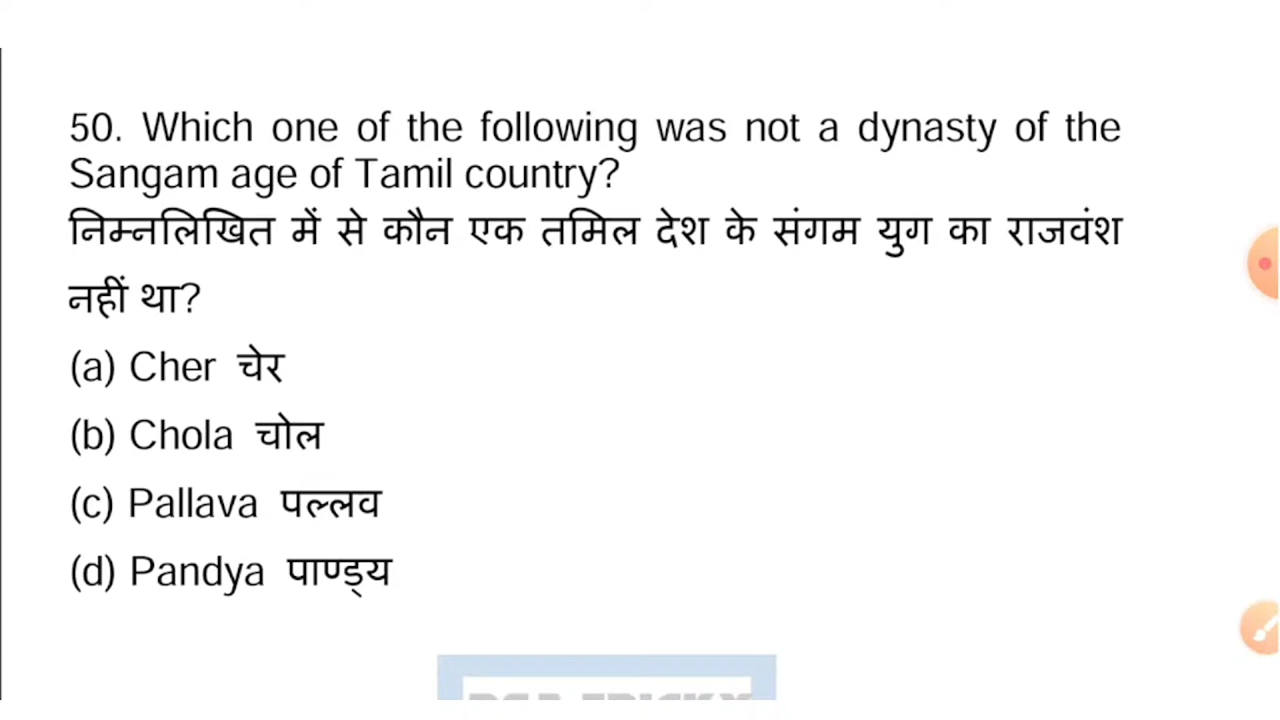 50. Which one of the following was not a dynasty of the
Sangam age of Tamil country?
निम्नलिखित में से कौन एक तमिल देश के संगम युग का राजवंश
नहीं था?
(a) Cher चेर
(b) Chola चोल
(c) Pallava पल्लव
(d) Pandya पाण्ड्य